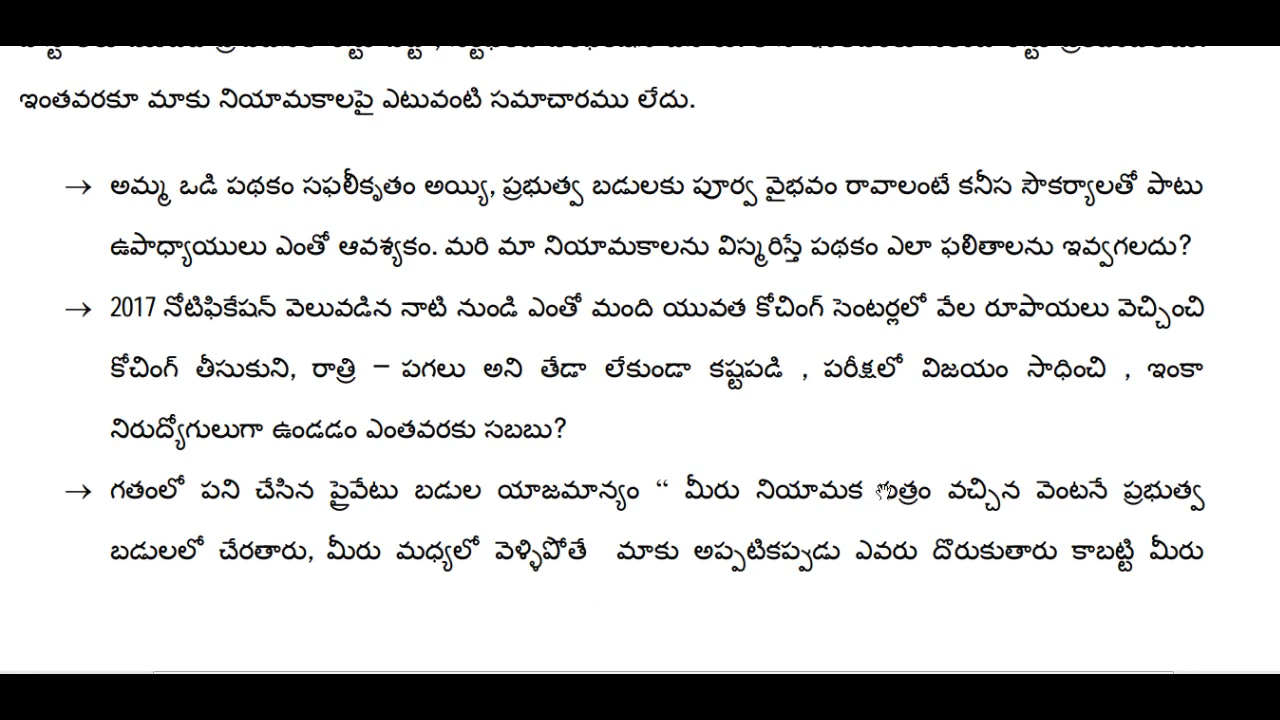 ఇంతవరకూ మాకు నియామకాలపై ఎటువంటి సమాచారము లేదు.
→ అమ్మ ఒడి పథకం సఫలీకృతం అయ్యి, ప్రభుత్వ బడులకు పూర్వ వైభవం రావాలంటే కనీస సౌకర్యాలతో పాటు
ఉపాధ్యాయులు ఎంతో ఆవశ్యకం. మరి మా నియామకాలను విస్మరిస్తే పథకం ఎలా ఫలితాలను ఇవ్వగలదు?
→ 2017 నోటిఫికేషన్ వెలువడిన నాటి నుండి ఎంతో మంది యువత కోచింగ్ సెంటర్లలో వేల రూపాయలు వెచ్చించి
కోచింగ్ తీసుకుని, రాత్రి – పగలు అని తేడా లేకుండా కష్టపడి , పరీక్షలో విజయం సాధించి , ఇంకా
నిరుద్యోగులుగా ఉండడం ఎంతవరకు సబబు?
→ గతంలో పని చేసిన ప్రైవేటు బడుల యాజమాన్యం “ మీరు నియామక వచ్చిన వెంటనే ప్రభుత్వ
బడులలో చేరతారు, మీరు మధ్యలో వెళ్ళిపోతే మాకు అప్పటికప్పుడు ఎవరు దొరుకుతారు కాబట్టి మీరు